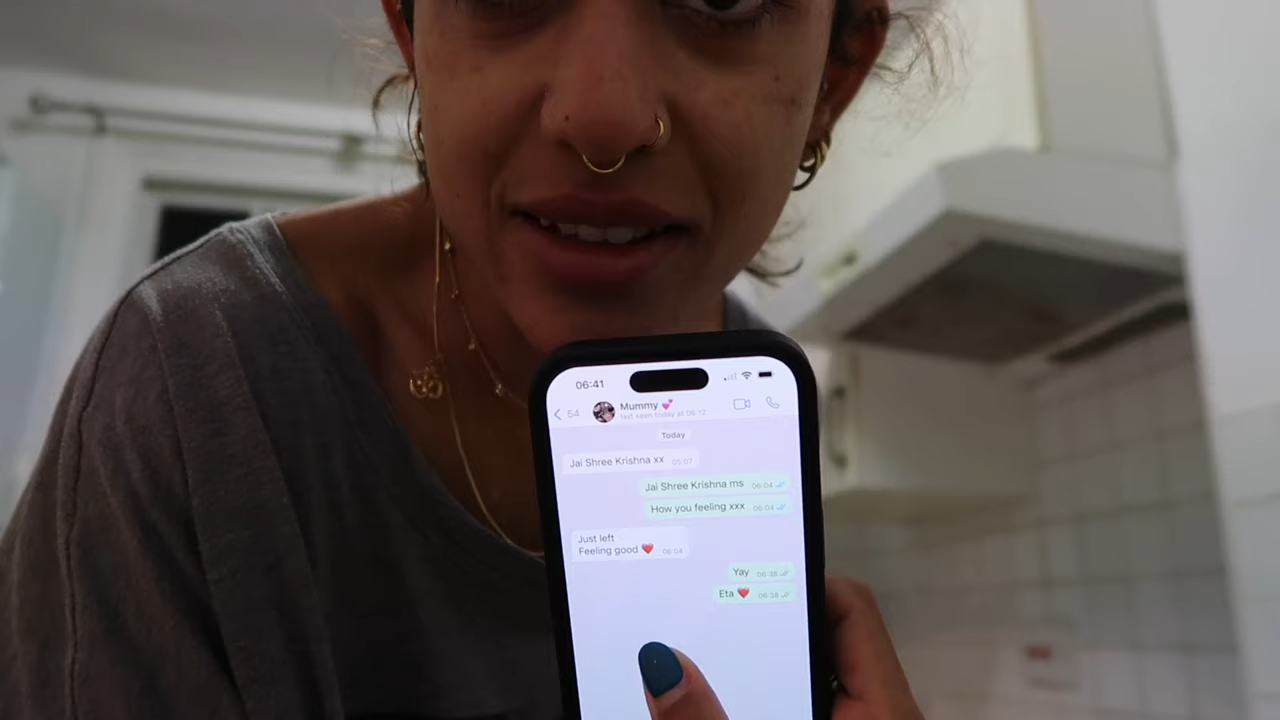 06:41
54
Mummy 💕
last seen today at 06:12
Today
Jai Shree Krishna xx 05:07
Jai Shree Krishna ms 06:04
How you feeling xxx 06:04
Just left
Feeling good ❤️ 06:04
Yay 06:38
Eta ❤️ 06:38